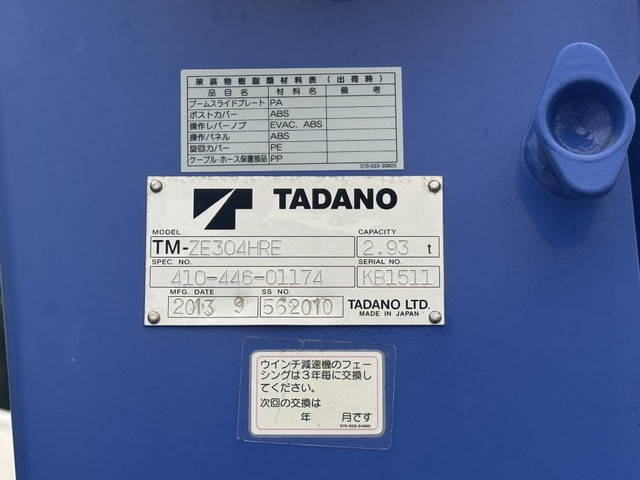 架装物樹脂類材料表（出荷時）
品目名 材料名 備考
ブームスライドプレート PA
ポストカバー ABS
操作レバーノブ EVAC, ABS
操作パネル ABS
旋回カバー PE
ケーブル・ホース保護部品 PP
370-023-30820
TADANO
MODEL CAPACITY
TM-ZE304HRE 2.93 t
SPEC. NO. SERIAL NO.
410-446-01174 KB1511
MFG. DATE SS NO.
2013 9 562010 TADANO LTD.
MADE IN JAPAN
ウインチ減速機のフェー
シングは３年毎に交換し
てください。
次回の交換は
年 月です